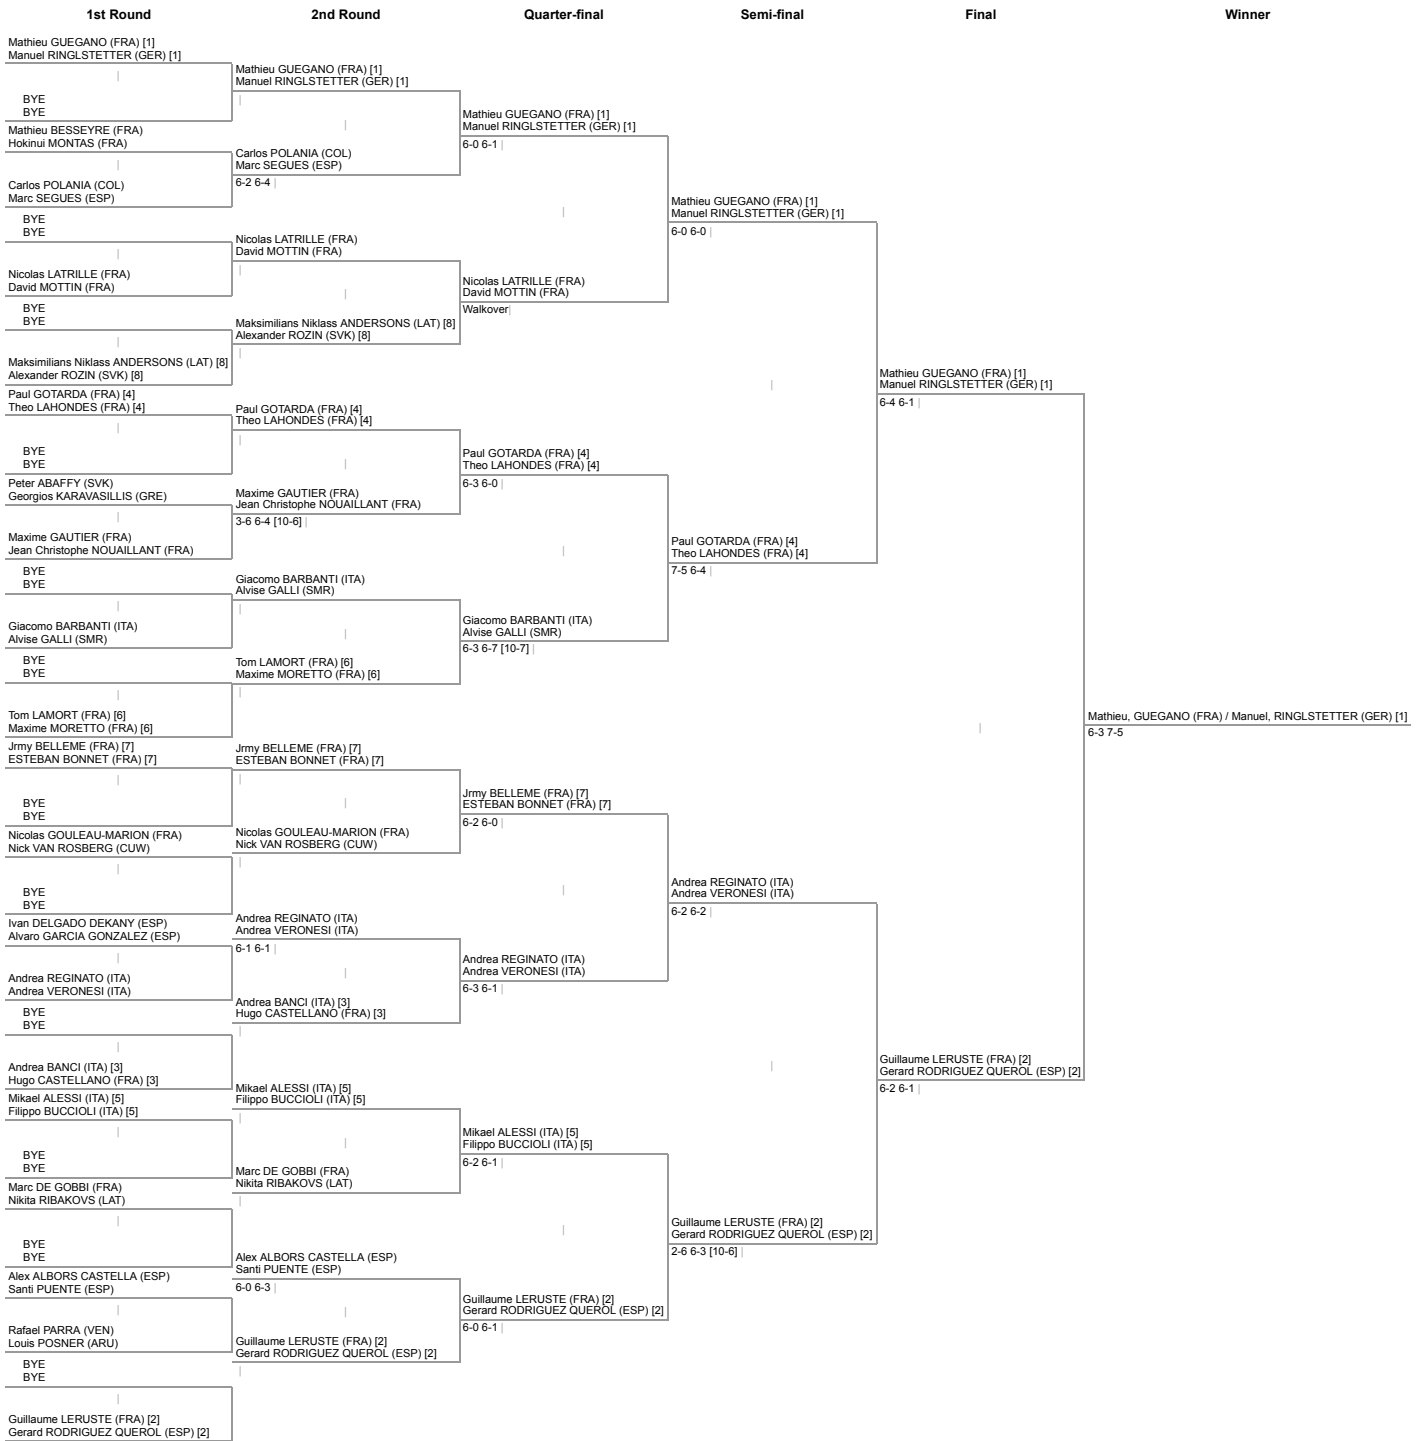 1st Round
2nd Round
Quarter-final
Semi-final
Final
Winner
Mathieu GUEGANO (FRA) [1]
Manuel RINGLSTETTER (GER) [1]
BYE
BYE
Mathieu BESSEYRE (FRA)
Hokinui MONTAS (FRA)
Carlos POLANIA (COL)
Marc SEGUES (ESP)
BYE
BYE
Nicolas LATRILLE (FRA)
David MOTTIN (FRA)
BYE
BYE
Maksimilians Niklass ANDERSONS (LAT) [8]
Alexander ROZIN (SVK) [8]
Paul GOTARDA (FRA) [4]
Theo LAHONDES (FRA) [4]
BYE
BYE
Peter ABAFFY (SVK)
Georgios KARAVASILLIS (GRE)
Maxime GAUTIER (FRA)
Jean Christophe NOUAILLANT (FRA)
BYE
BYE
Giacomo BARBANTI (ITA)
Alvise GALLI (SMR)
BYE
BYE
Tom LAMORT (FRA) [6]
Maxime MORETTO (FRA) [6]
Jrmy BELLEME (FRA) [7]
ESTEBAN BONNET (FRA) [7]
BYE
BYE
Nicolas GOULEAU-MARION (FRA)
Nick VAN ROSBERG (CUW)
BYE
BYE
Ivan DELGADO DEKANY (ESP)
Alvaro GARCIA GONZALEZ (ESP)
Andrea REGINATO (ITA)
Andrea VERONESI (ITA)
BYE
BYE
Andrea BANCI (ITA) [3]
Hugo CASTELLANO (FRA) [3]
Mikael ALESSI (ITA) [5]
Filippo BUCCIOLI (ITA) [5]
BYE
BYE
Marc DE GOBBI (FRA)
Nikita RIBAKOVS (LAT)
BYE
BYE
Alex ALBORS CASTELLA (ESP)
Santi PUENTE (ESP)
Rafael PARRA (VEN)
Louis POSNER (ARU)
BYE
BYE
Guillaume LERUSTE (FRA) [2]
Gerard RODRIGUEZ QUEROL (ESP) [2]
Mathieu GUEGANO (FRA) [1]
Manuel RINGLSTETTER (GER) [1]
Carlos POLANIA (COL)
Marc SEGUES (ESP)
6-2 6-4
Nicolas LATRILLE (FRA)
David MOTTIN (FRA)
Maksimilians Niklass ANDERSONS (LAT) [8]
Alexander ROZIN (SVK) [8]
Paul GOTARDA (FRA) [4]
Theo LAHONDES (FRA) [4]
Maxime GAUTIER (FRA)
Jean Christophe NOUAILLANT (FRA)
3-6 6-4 [10-6]
Giacomo BARBANTI (ITA)
Alvise GALLI (SMR)
Tom LAMORT (FRA) [6]
Maxime MORETTO (FRA) [6]
Jrmy BELLEME (FRA) [7]
ESTEBAN BONNET (FRA) [7]
Nicolas GOULEAU-MARION (FRA)
Nick VAN ROSBERG (CUW)
Andrea REGINATO (ITA)
Andrea VERONESI (ITA)
6-1 6-1
Andrea BANCI (ITA) [3]
Hugo CASTELLANO (FRA) [3]
Mikael ALESSI (ITA) [5]
Filippo BUCCIOLI (ITA) [5]
Marc DE GOBBI (FRA)
Nikita RIBAKOVS (LAT)
Alex ALBORS CASTELLA (ESP)
Santi PUENTE (ESP)
6-0 6-3
Guillaume LERUSTE (FRA) [2]
Gerard RODRIGUEZ QUEROL (ESP) [2]
Mathieu GUEGANO (FRA) [1]
Manuel RINGLSTETTER (GER) [1]
6-0 6-1
Nicolas LATRILLE (FRA)
David MOTTIN (FRA)
Walkover
Paul GOTARDA (FRA) [4]
Theo LAHONDES (FRA) [4]
6-3 6-0
Giacomo BARBANTI (ITA)
Alvise GALLI (SMR)
6-3 6-7 [10-7]
Jrmy BELLEME (FRA) [7]
ESTEBAN BONNET (FRA) [7]
6-2 6-0
Andrea REGINATO (ITA)
Andrea VERONESI (ITA)
6-3 6-1
Mikael ALESSI (ITA) [5]
Filippo BUCCIOLI (ITA) [5]
6-2 6-1
Guillaume LERUSTE (FRA) [2]
Gerard RODRIGUEZ QUEROL (ESP) [2]
6-0 6-1
Mathieu GUEGANO (FRA) [1]
Manuel RINGLSTETTER (GER) [1]
6-0 6-0
Paul GOTARDA (FRA) [4]
Theo LAHONDES (FRA) [4]
7-5 6-4
Andrea REGINATO (ITA)
Andrea VERONESI (ITA)
6-2 6-2
Guillaume LERUSTE (FRA) [2]
Gerard RODRIGUEZ QUEROL (ESP) [2]
2-6 6-3 [10-6]
Mathieu GUEGANO (FRA) [1]
Manuel RINGLSTETTER (GER) [1]
6-4 6-1
Guillaume LERUSTE (FRA) [2]
Gerard RODRIGUEZ QUEROL (ESP) [2]
6-2 6-1
Mathieu, GUEGANO (FRA) / Manuel, RINGLSTETTER (GER) [1]
6-3 7-5